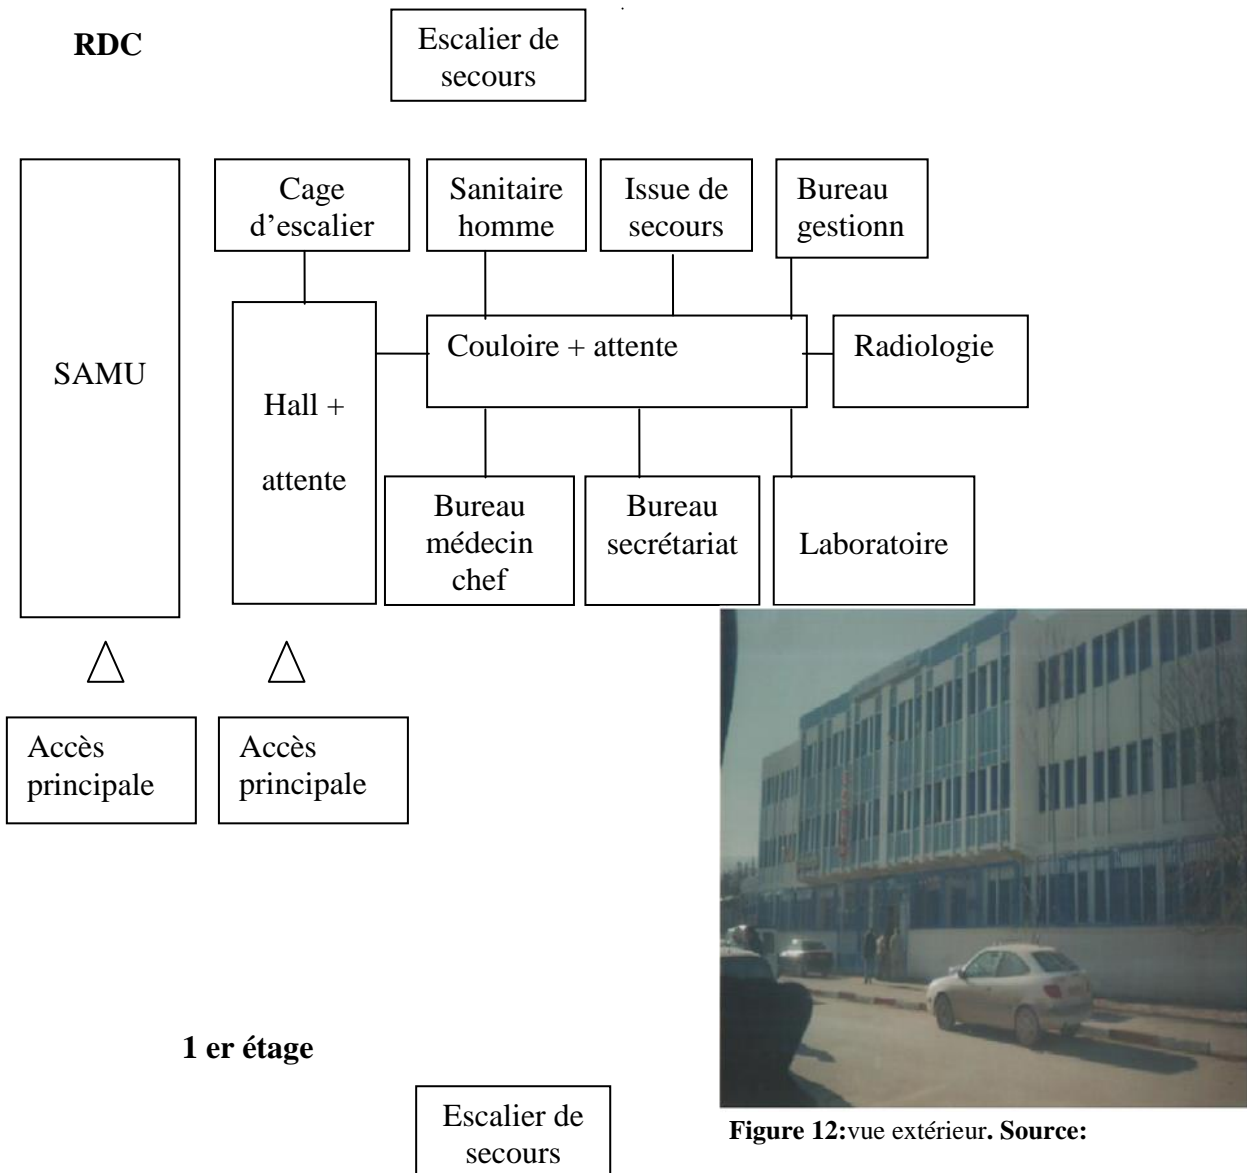 RDC
Escalier de
secours
SAMU
Cage
d'escalier
Sanitaire
homme
Issue de
secours
Bureau
gestionn
Hall +
attente
Couloire + attente
Radiologie
Bureau
médecin
chef
Bureau
secrétariat
Laboratoire
Accès
principale
Accès
principale
1 er étage
Escalier de
secours
Figure 12:vue extérieur. Source: